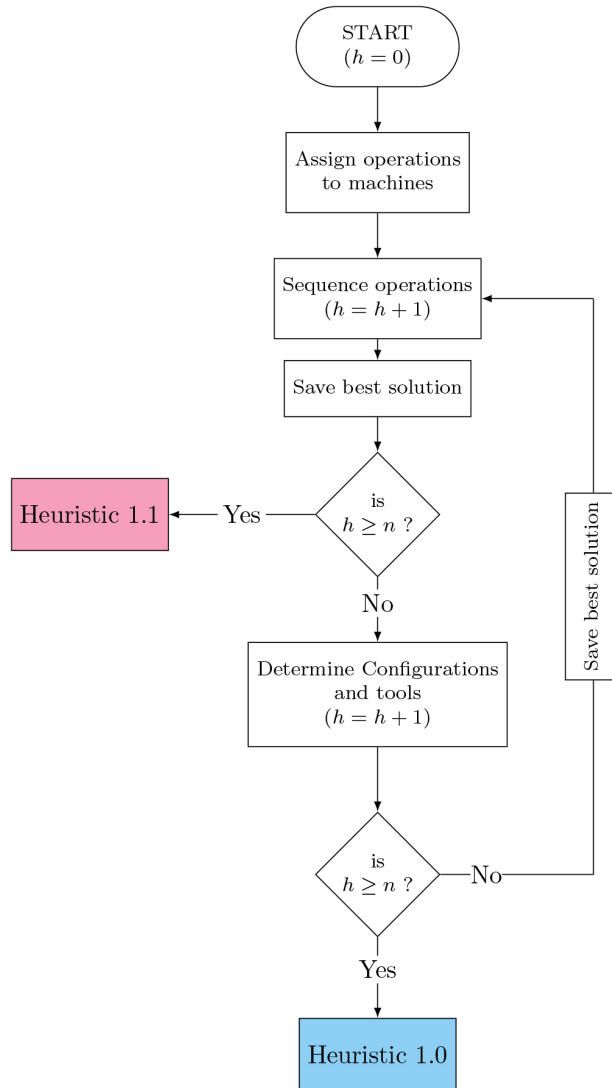 START
(h = 0)
Assign operations
to machines
Sequence operations
(h = h + 1)
Save best solution
is
h ≥ n ?
Yes
Heuristic 1.1
No
Determine Configurations
and tools
(h = h + 1)
Save best solution
is
h ≥ n ?
No
Yes
Heuristic 1.0